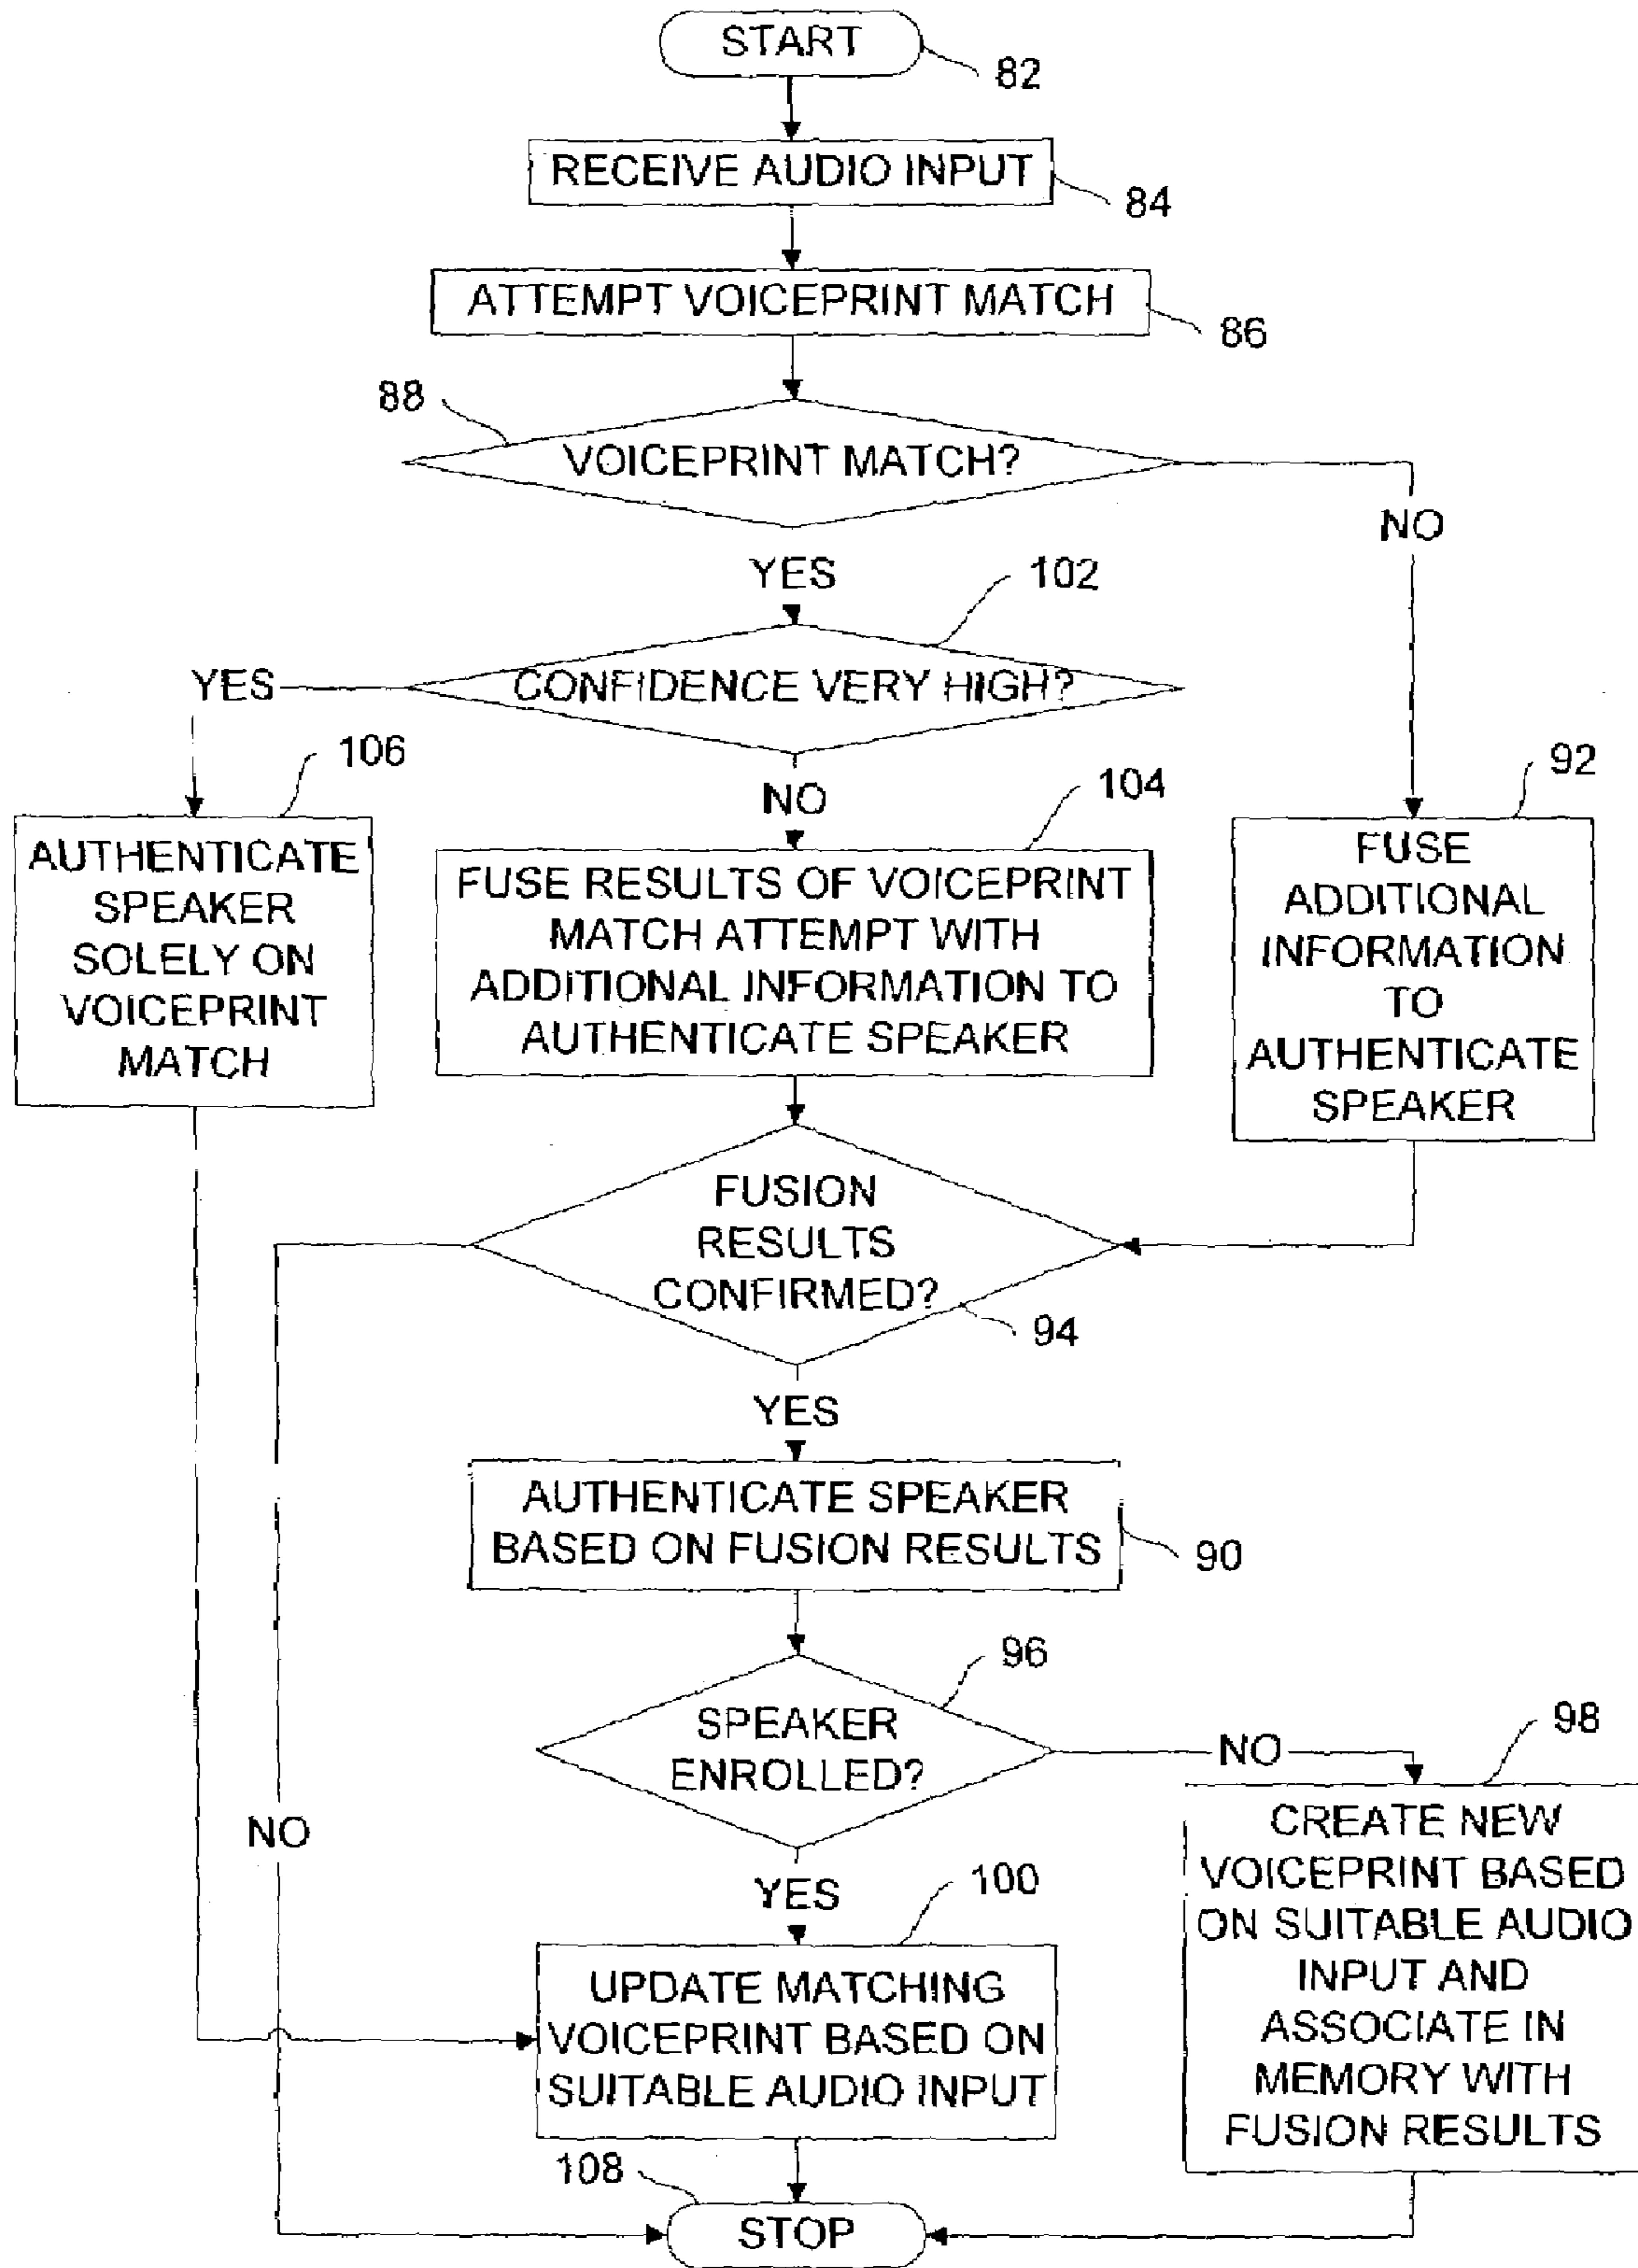 START
82
RECEIVE AUDIO INPUT
84
ATTEMPT VOICEPRINT MATCH
86
88
VOICEPRINT MATCH?
NO
YES
102
YES
CONFIDENCE VERY HIGH?
106
NO
104
92
AUTHENTICATE
SPEAKER
SOLELY ON
VOICEPRINT
MATCH
FUSE RESULTS OF VOICEPRINT
MATCH ATTEMPT WITH
ADDITIONAL INFORMATION TO
AUTHENTICATE SPEAKER
FUSE
ADDITIONAL
INFORMATION
TO
AUTHENTICATE
SPEAKER
FUSION
RESULTS
CONFIRMED?
94
YES
AUTHENTICATE SPEAKER
BASED ON FUSION RESULTS
90
96
SPEAKER
ENROLLED?
NO
98
NO
YES
100
UPDATE MATCHING
VOICEPRINT BASED ON
SUITABLE AUDIO INPUT
CREATE NEW
VOICEPRINT BASED
ON SUITABLE AUDIO
INPUT AND
ASSOCIATE IN
MEMORY WITH
FUSION RESULTS
108
STOP